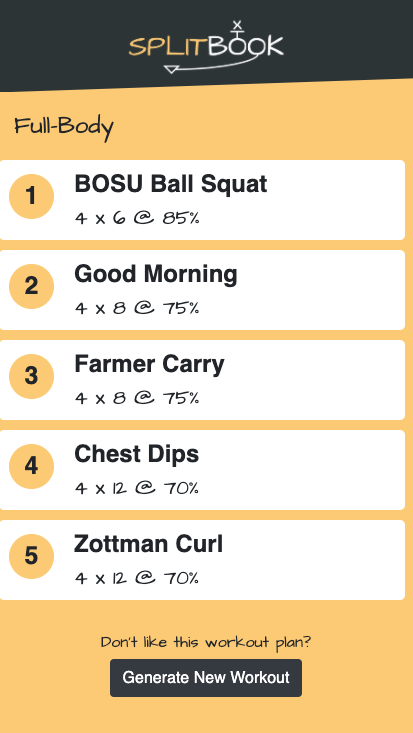 SPLITBOOK
Full-Body
1
BOSU Ball Squat
4 x 6 @ 85%
2
Good Morning
4 x 8 @ 75%
3
Farmer Carry
4 x 8 @ 75%
4
Chest Dips
4 x 12 @ 70%
5
Zottman Curl
4 x 12 @ 70%
Don't like this workout plan?
Generate New Workout